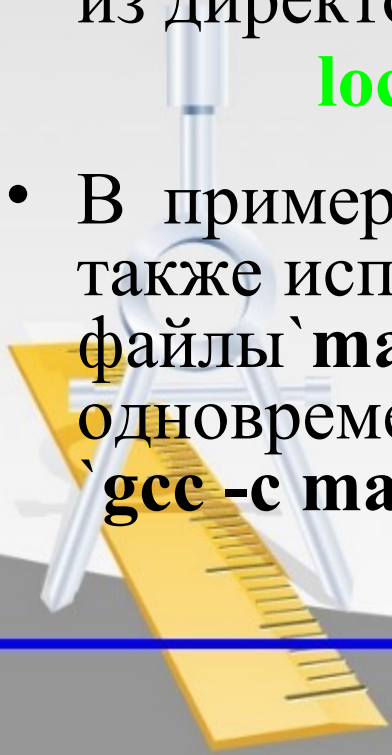 из директо
loc
• В пример
также исп
файлы`ma
одновреме
`gcc -c ma